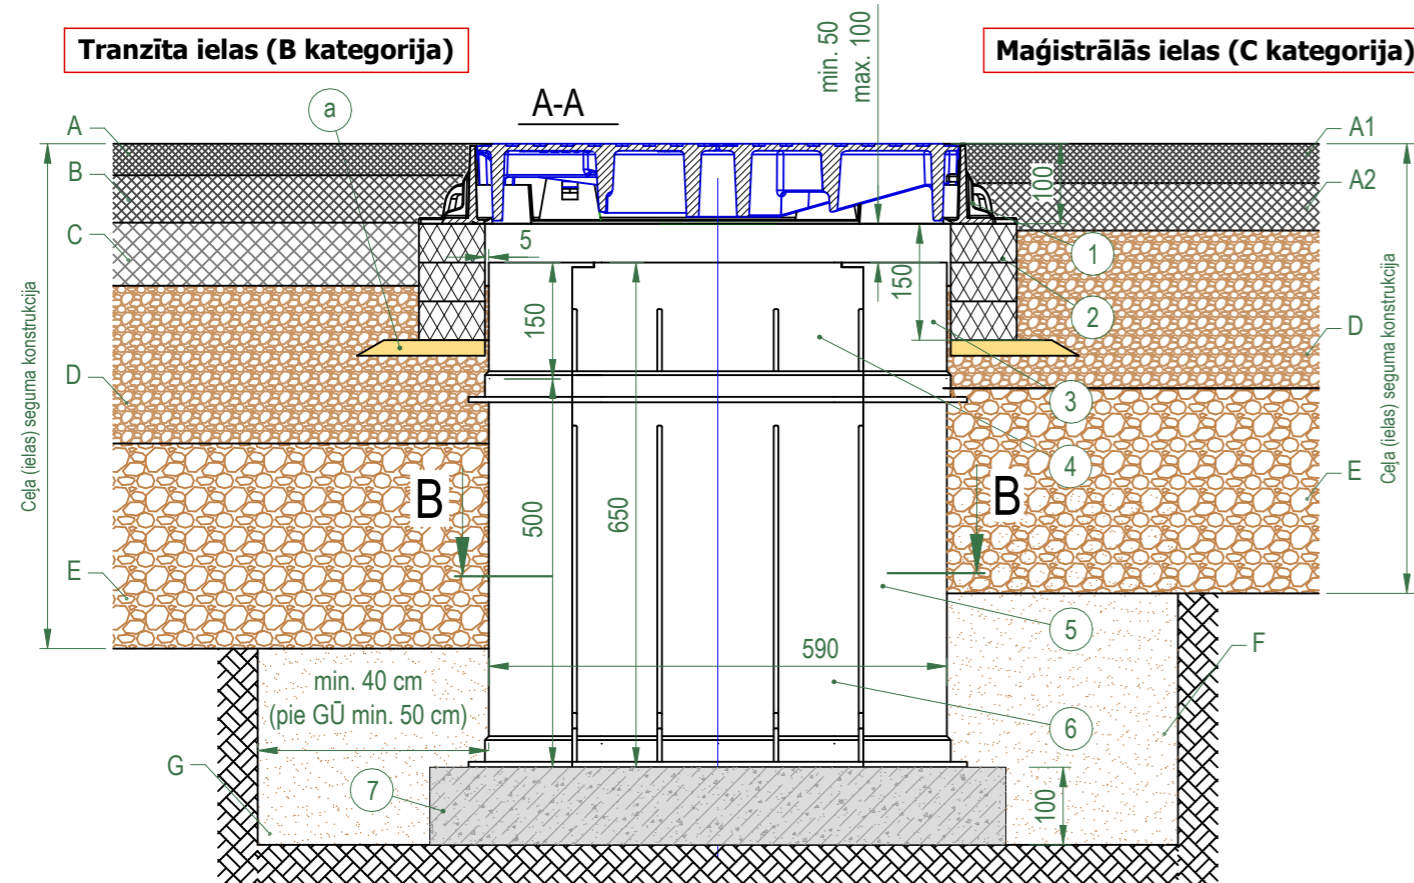 Tranzīta ielas (B kategorija)
Maģistrālās ielas (C kategorija)
min. 50
max. 100
A-A
a
A
B
C
D
E
G
A1
A2
D
E
F
100
5
150
150
500
650
590
100
B
B
1
2
3
4
5
6
7
min. 40 cm
(pie GŪ min. 50 cm)
Ceļa (ielas) seguma konstrukcija
Ceļa (ielas) seguma konstrukcija